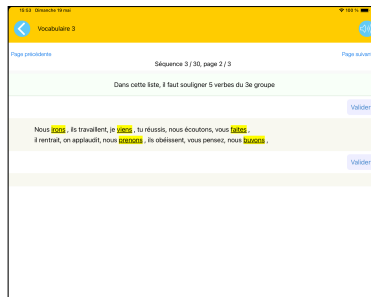 15:53 Dimanche 19 mai
100 %
Vocabulaire 3
Page précédente
Page suivan
Séquence 3 / 30, page 2 / 3
Dans cette liste, il faut souligner 5 verbes du 3e groupe
Valider
Nous irons , ils travaillent, je viens , tu réussis, nous écoutons, vous faites ,
il rentrait, on applaudit, nous prenons , ils obéissent, vous pensez, nous buvons ,
Valider